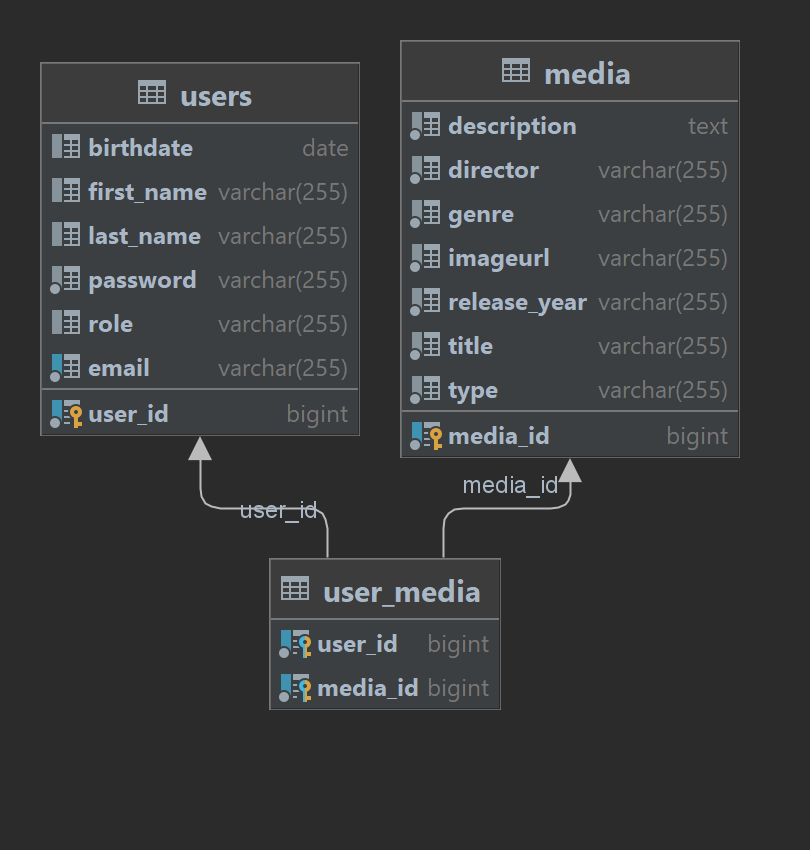 users
birthdate date
first_name varchar(255)
last_name varchar(255)
password varchar(255)
role varchar(255)
email varchar(255)
user_id bigint
media
description text
director varchar(255)
genre varchar(255)
imageurl varchar(255)
release_year varchar(255)
title varchar(255)
type varchar(255)
media_id bigint
user_id
media_id
user_media
user_id bigint
media_id bigint